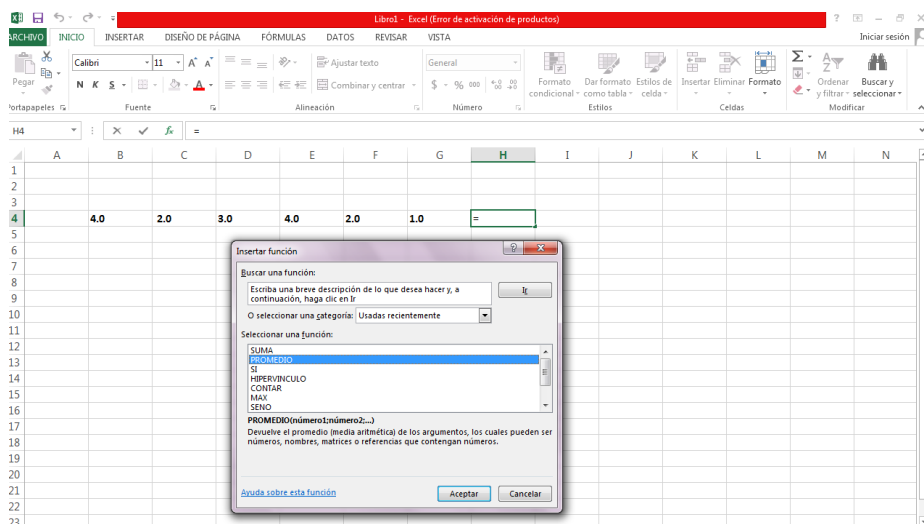 Libro1 - Excel (Error de activación de productos)
ARCHIVO INICIO INSERTAR DISEÑO DE PÁGINA FÓRMULAS DATOS REVISAR VISTA Iniciar sesión
Calibri 11 A A Ajustar texto General
Pegar N K S A Combinar y centrar $ % 000 Formato condicional Dar formato como tabla Estilos de celda Insertar Eliminar Formato Ordenar y filtrar Buscar y seleccionar
Portapapeles Fuente Alineación Número Estilos Celdas Modificar
H4 fx =
A B C D E F G H I J K L M N
1
2
3
4 4.0 2.0 3.0 4.0 2.0 1.0 =
5
6
7
8
9
10
11
12
13
14
15
16
17
18
19
20
21
22
23
Insertar función
Buscar una función:
Escriba una breve descripción de lo que desea hacer y, a
continuación, haga clic en Ir
Ir
O seleccionar una categoría: Usadas recientemente
Seleccionar una función:
SUMA
PROMEDIO
SI
HIPERVINCULO
CONTAR
MAX
SENO
PROMEDIO(número1;número2;...)
Devuelve el promedio (media aritmética) de los argumentos, los cuales pueden ser
números, nombres, matrices o referencias que contengan números.
Ayuda sobre esta función Aceptar Cancelar